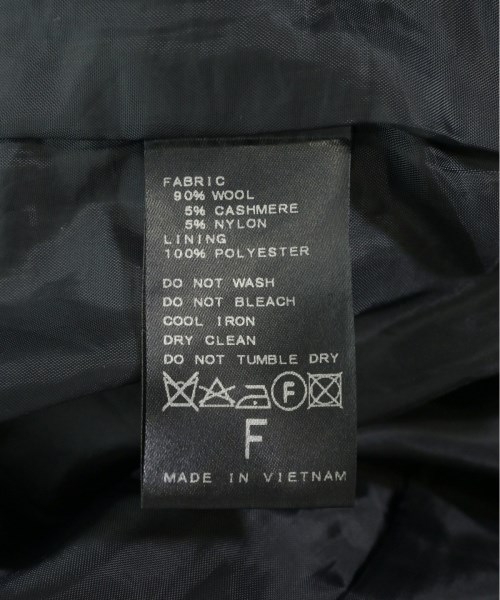 FABRIC
90% WOOL
5% CASHMERE
5% NYLON
LINING
100% POLYESTER
DO NOT WASH
DO NOT BLEACH
COOL IRON
DRY CLEAN
DO NOT TUMBLE DRY
F
F
MADE IN VIETNAM